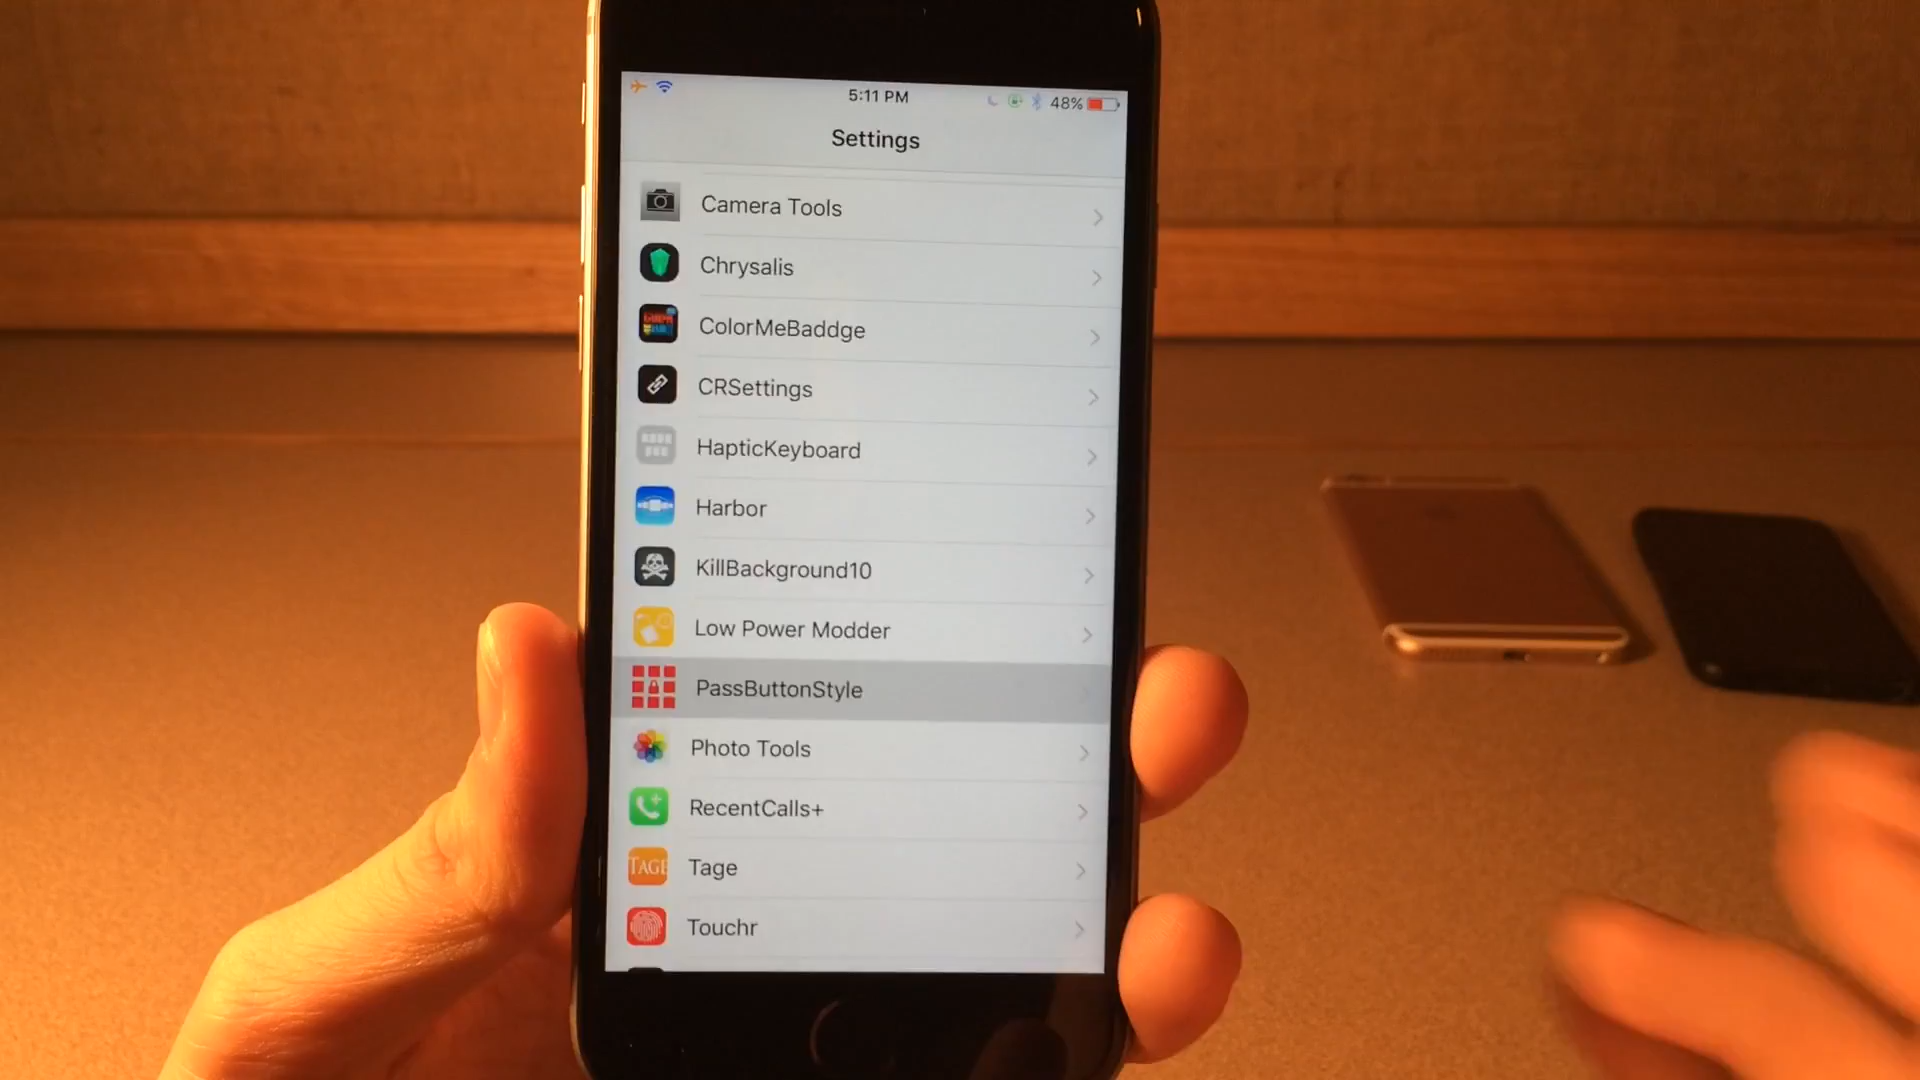 5:11 PM
48%
Settings
Camera Tools
Chrysalis
ColorMeBaddge
CRSettings
HapticKeyboard
Harbor
KillBackground10
Low Power Modder
PassButtonStyle
Photo Tools
RecentCalls+
TAGE
Tage
Touchr